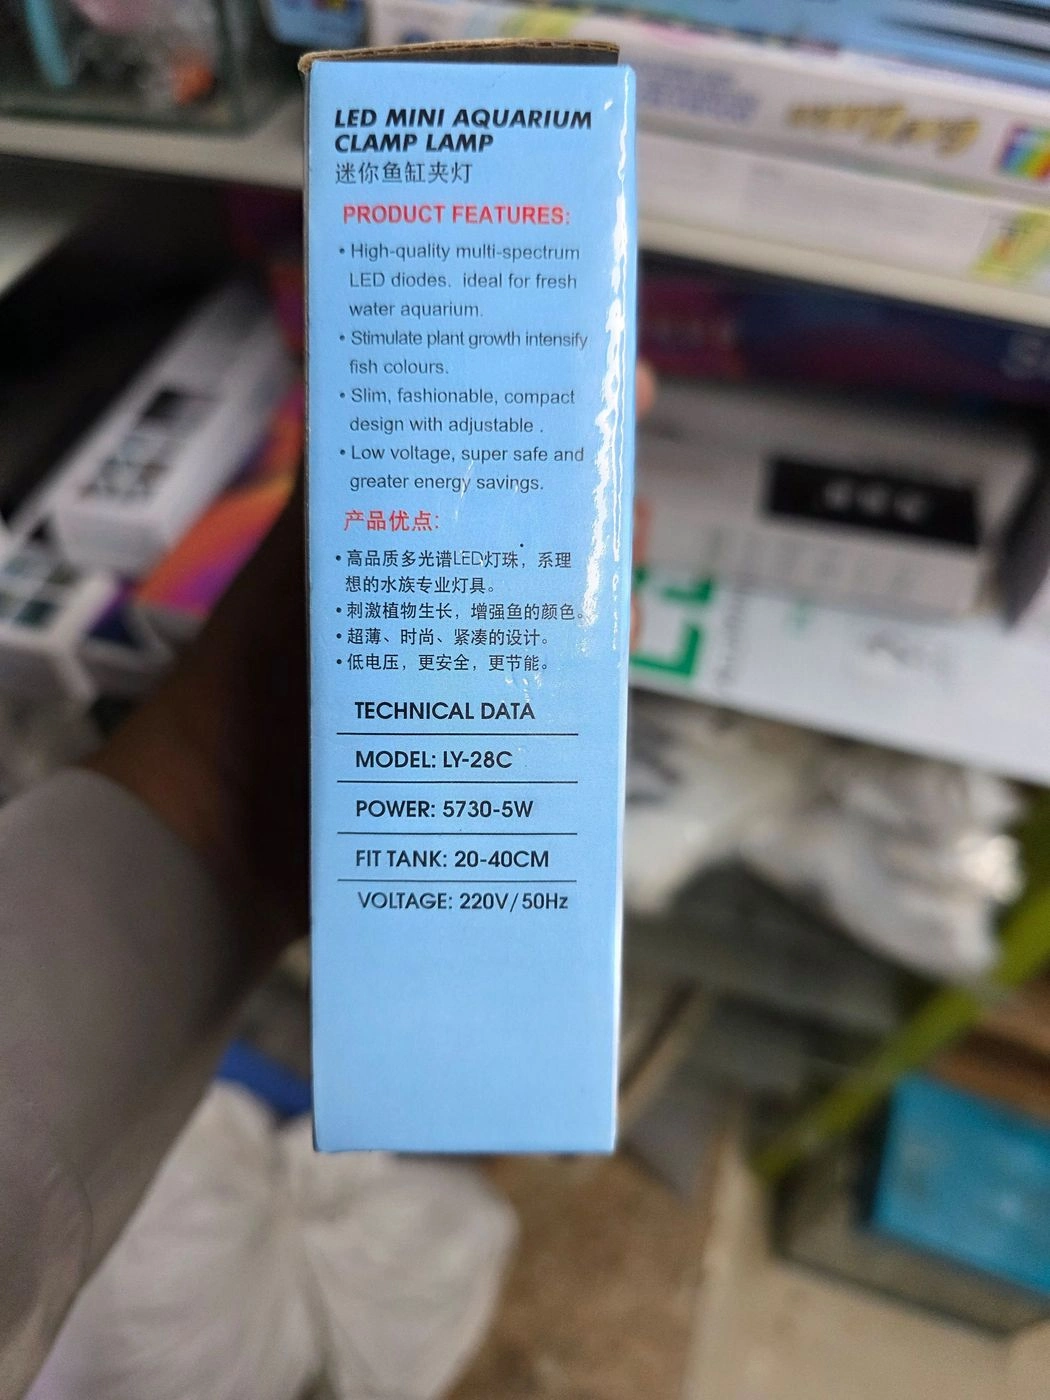 LED MINI AQUARIUM
CLAMP LAMP
迷你鱼缸夹灯
PRODUCT FEATURES:
• High-quality multi-spectrum
LED diodes. ideal for fresh
water aquarium.
• Stimulate plant growth intensify
fish colours.
• Slim, fashionable, compact
design with adjustable .
• Low voltage, super safe and
greater energy savings.
产品优点:
• 高品质多光谱LED灯珠，系理
想的水族专业灯具。
• 刺激植物生长，增强鱼的颜色。
• 超薄、时尚、紧凑的设计。
• 低电压，更安全，更节能。
TECHNICAL DATA
MODEL: LY-28C
POWER: 5730-5W
FIT TANK: 20-40CM
VOLTAGE: 220V/50Hz